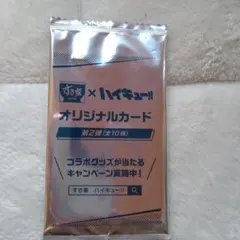 すき家 × ハイキュー!!
オリジナルカード
第2弾(全10種)
コラボグッズが当たる
キャンペーン実施中!
すき家 ハイキュー!!